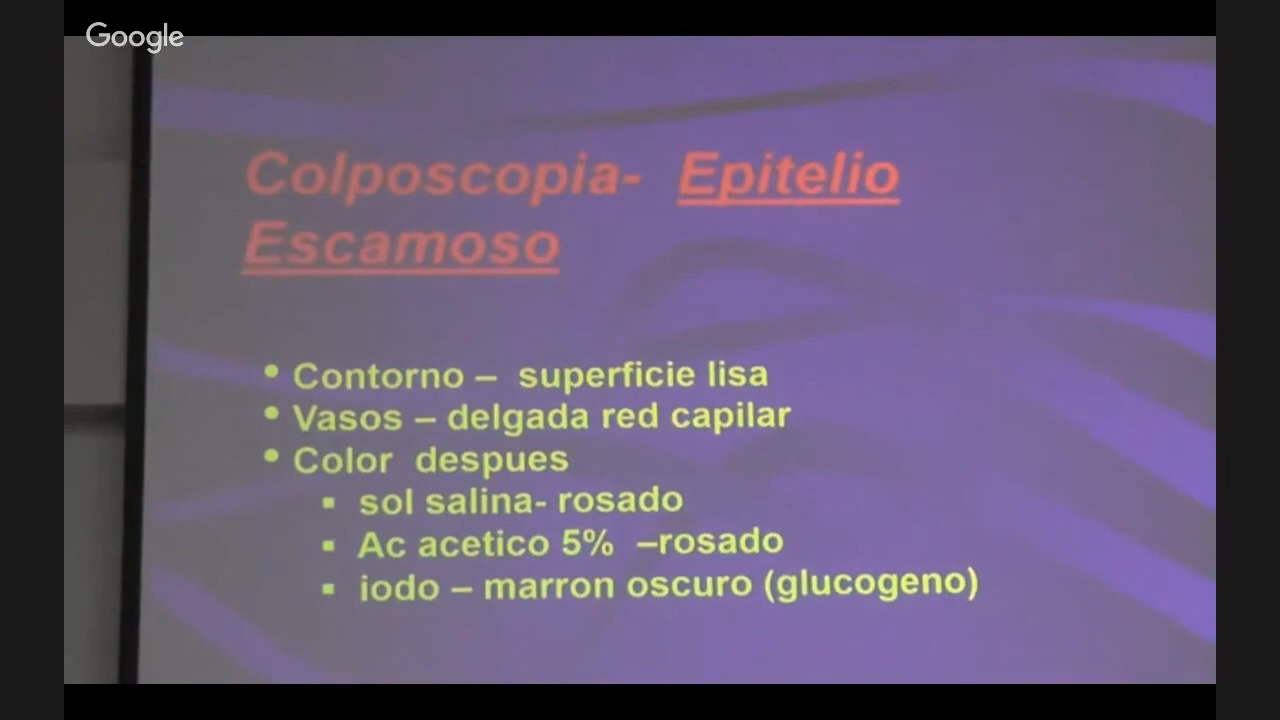 Google
Colposcopia- Epitelio
Escamoso
• Contorno – superficie lisa
• Vasos – delgada red capilar
• Color despues
▪ sol salina- rosado
▪ Ac acetico 5% –rosado
▪ iodo – marron oscuro (glucogeno)